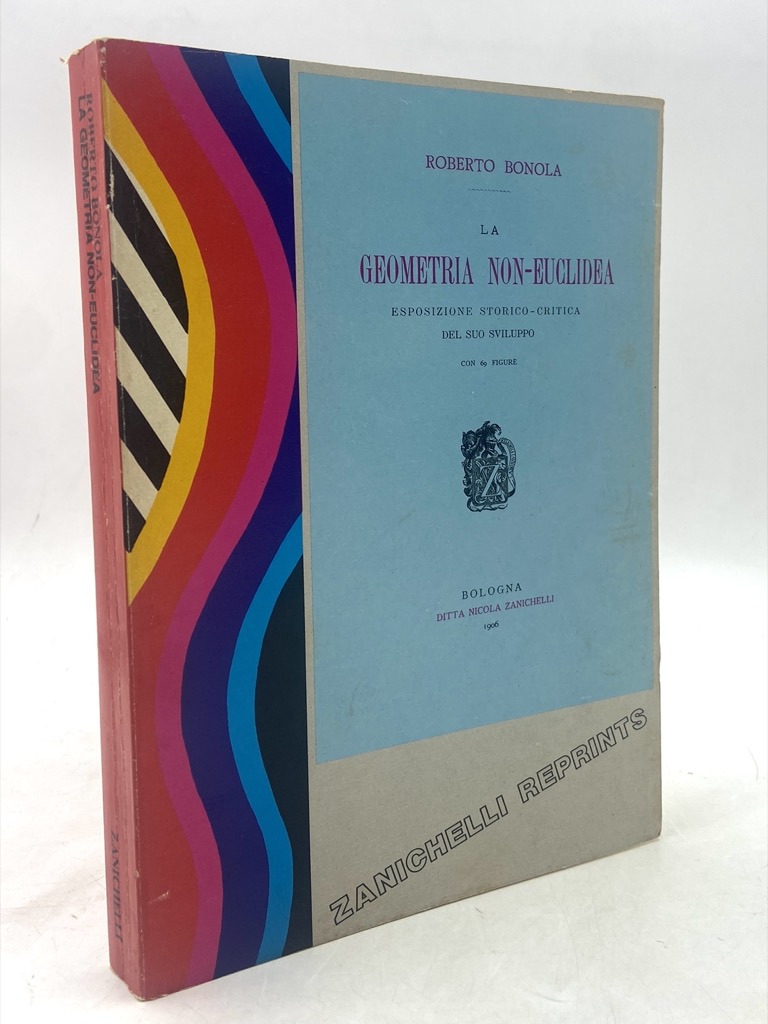 ROBERTO BONOLA
LA GEOMETRIA NON-EUCLIDEA
ZANICHELLI
ROBERTO BONOLA
LA
GEOMETRIA NON-EUCLIDEA
ESPOSIZIONE STORICO-CRITICA
DEL SUO SVILUPPO
CON 69 FIGURE
Z
BOLOGNA
DITTA NICOLA ZANICHELLI
1906
ZANICHELLI REPRINTS